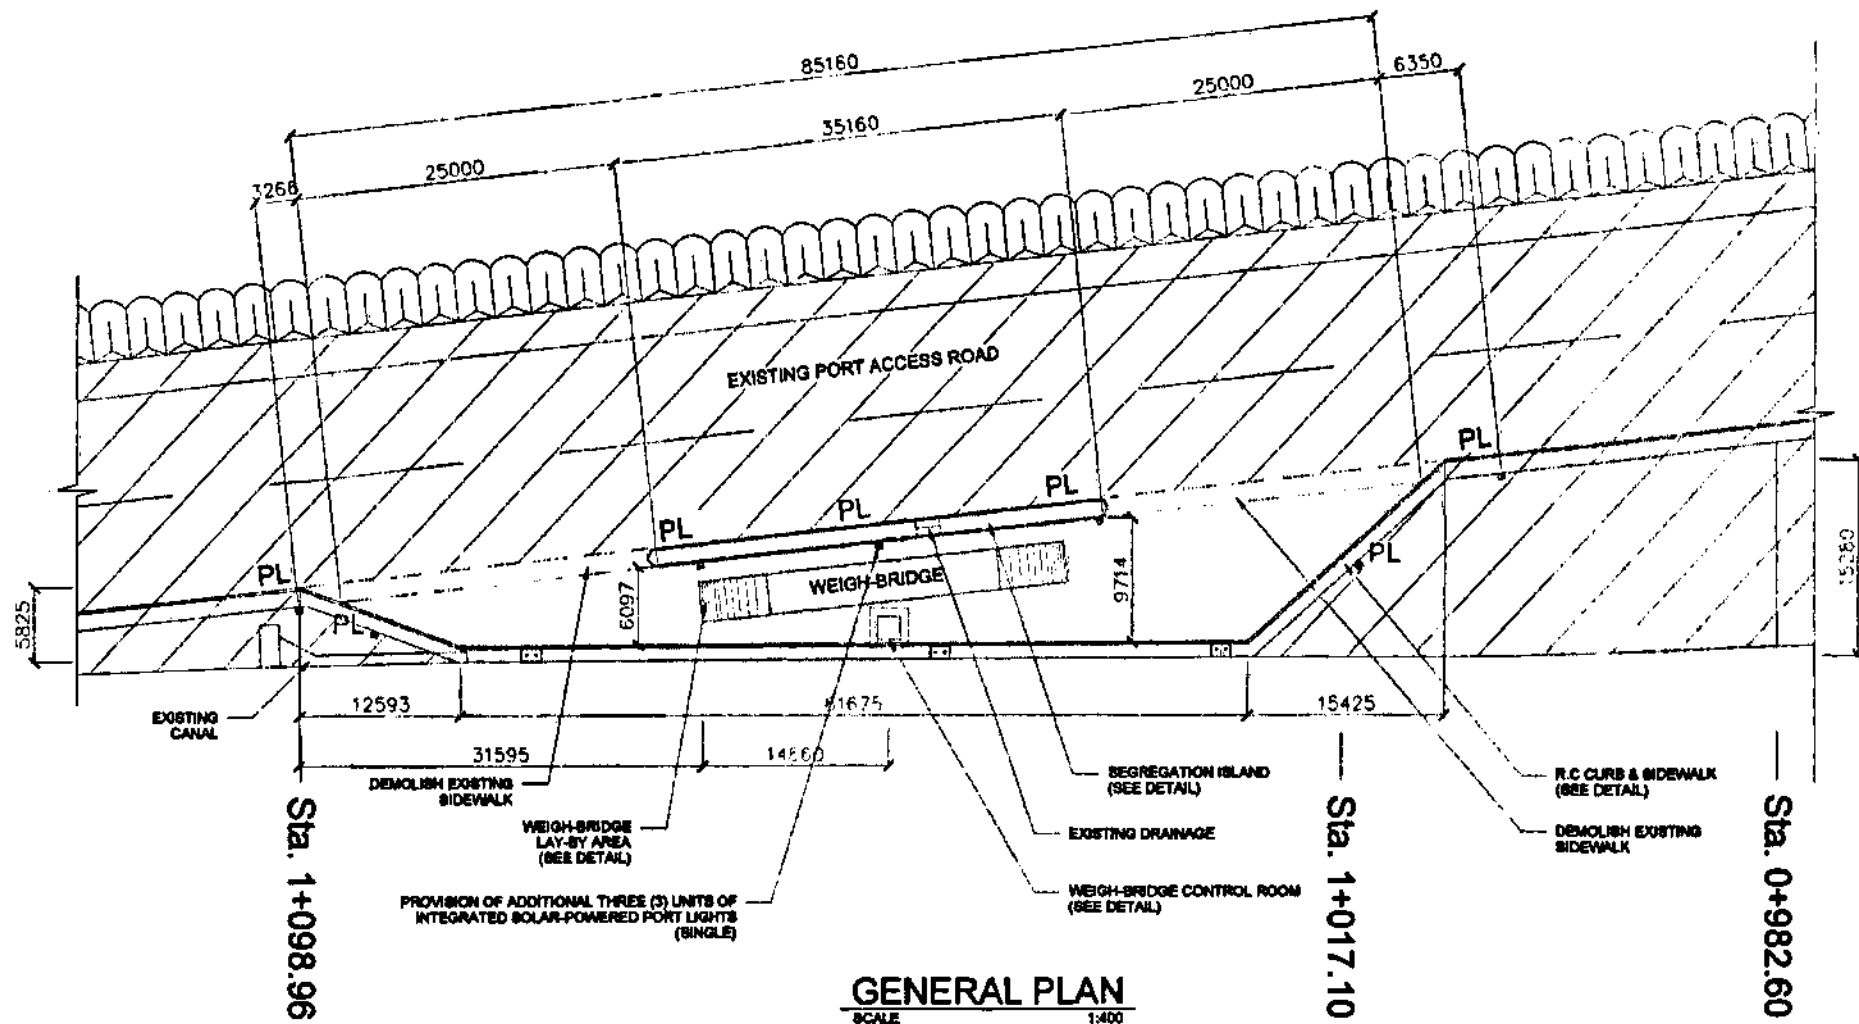 85160
6350
25000
35160
25000
3266
EXISTING PORT ACCESS ROAD
PL
PL
PL
PL
PL
PL
PL
WEIGH-BRIDGE
6097
9714
5825
12593
61675
15425
31595
EXISTING
CANAL
DEMOLISH EXISTING
SIDEWALK
WEIGH-BRIDGE
LAY-BY AREA
(SEE DETAIL)
PROVISION OF ADDITIONAL THREE (3) UNITS OF
INTEGRATED SOLAR-POWERED PORT LIGHTS
(SINGLE)
SEGREGATION ISLAND
(SEE DETAIL)
EXISTING DRAINAGE
WEIGH-BRIDGE CONTROL ROOM
(SEE DETAIL)
R.C CURB & SIDEWALK
(SEE DETAIL)
DEMOLISH EXISTING
SIDEWALK
Sta. 1+098.96
Sta. 1+017.10
Sta. 0+982.60
GENERAL PLAN
SCALE 1:400